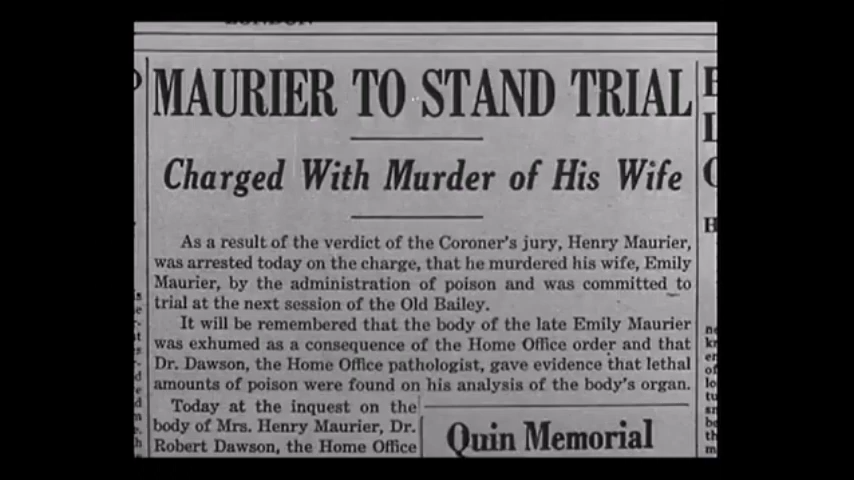 LONDON
MAURIER TO STAND TRIAL
Charged With Murder of His Wife
As a result of the verdict of the Coroner's jury, Henry Maurier,
was arrested today on the charge, that he murdered his wife, Emily
Maurier, by the administration of poison and was committed to
trial at the next session of the Old Bailey.
It will be remembered that the body of the late Emily Maurier
was exhumed as a consequence of the Home Office order and that
Dr. Dawson, the Home Office pathologist, gave evidence that lethal
amounts of poison were found on his analysis of the body's organ.
Today at the inquest on the
body of Mrs. Henry Maurier, Dr.
Robert Dawson, the Home Office
Quin Memorial